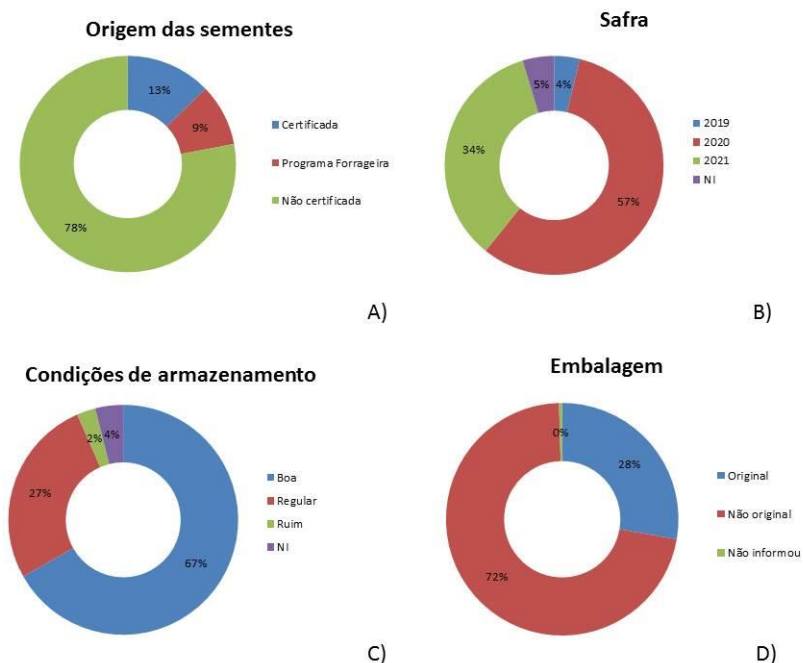 Origem das sementes
13%
9%
78%
Certificada
Programa Forrageira
Não certificada
A)
Safra
5%
4%
34%
57%
2019
2020
2021
NI
B)
Condições de armazenamento
2%
4%
27%
67%
Boa
Regular
Ruim
NI
C)
Embalagem
0%
28%
72%
Original
Não original
Não informou
D)